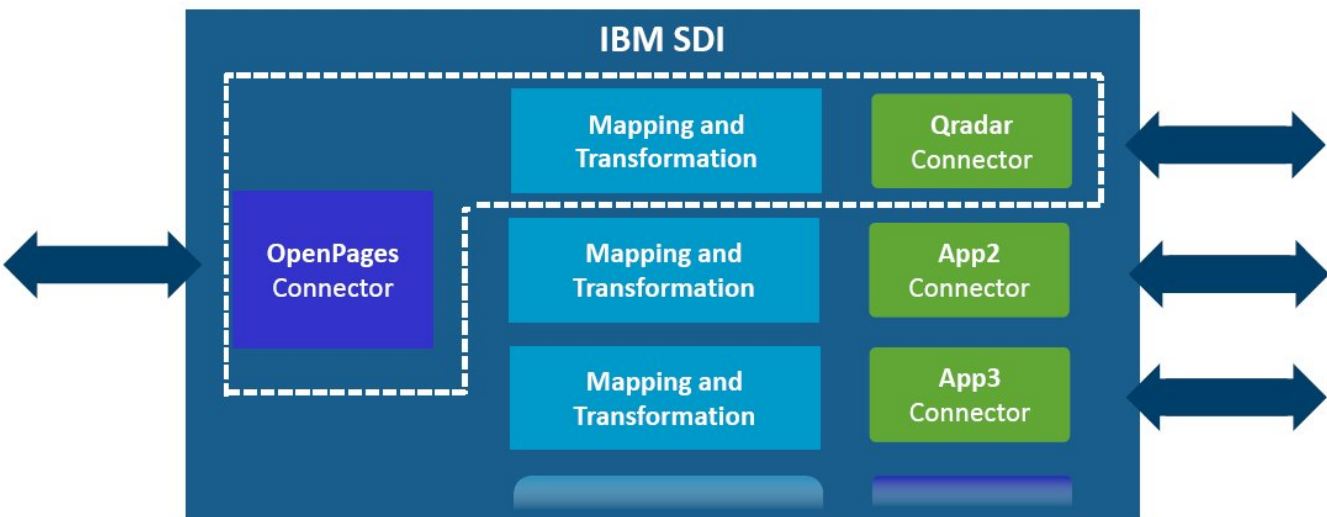 IBM SDI
Mapping and
Transformation
Qradar
Connector
OpenPages
Connector
Mapping and
Transformation
App2
Connector
Mapping and
Transformation
App3
Connector